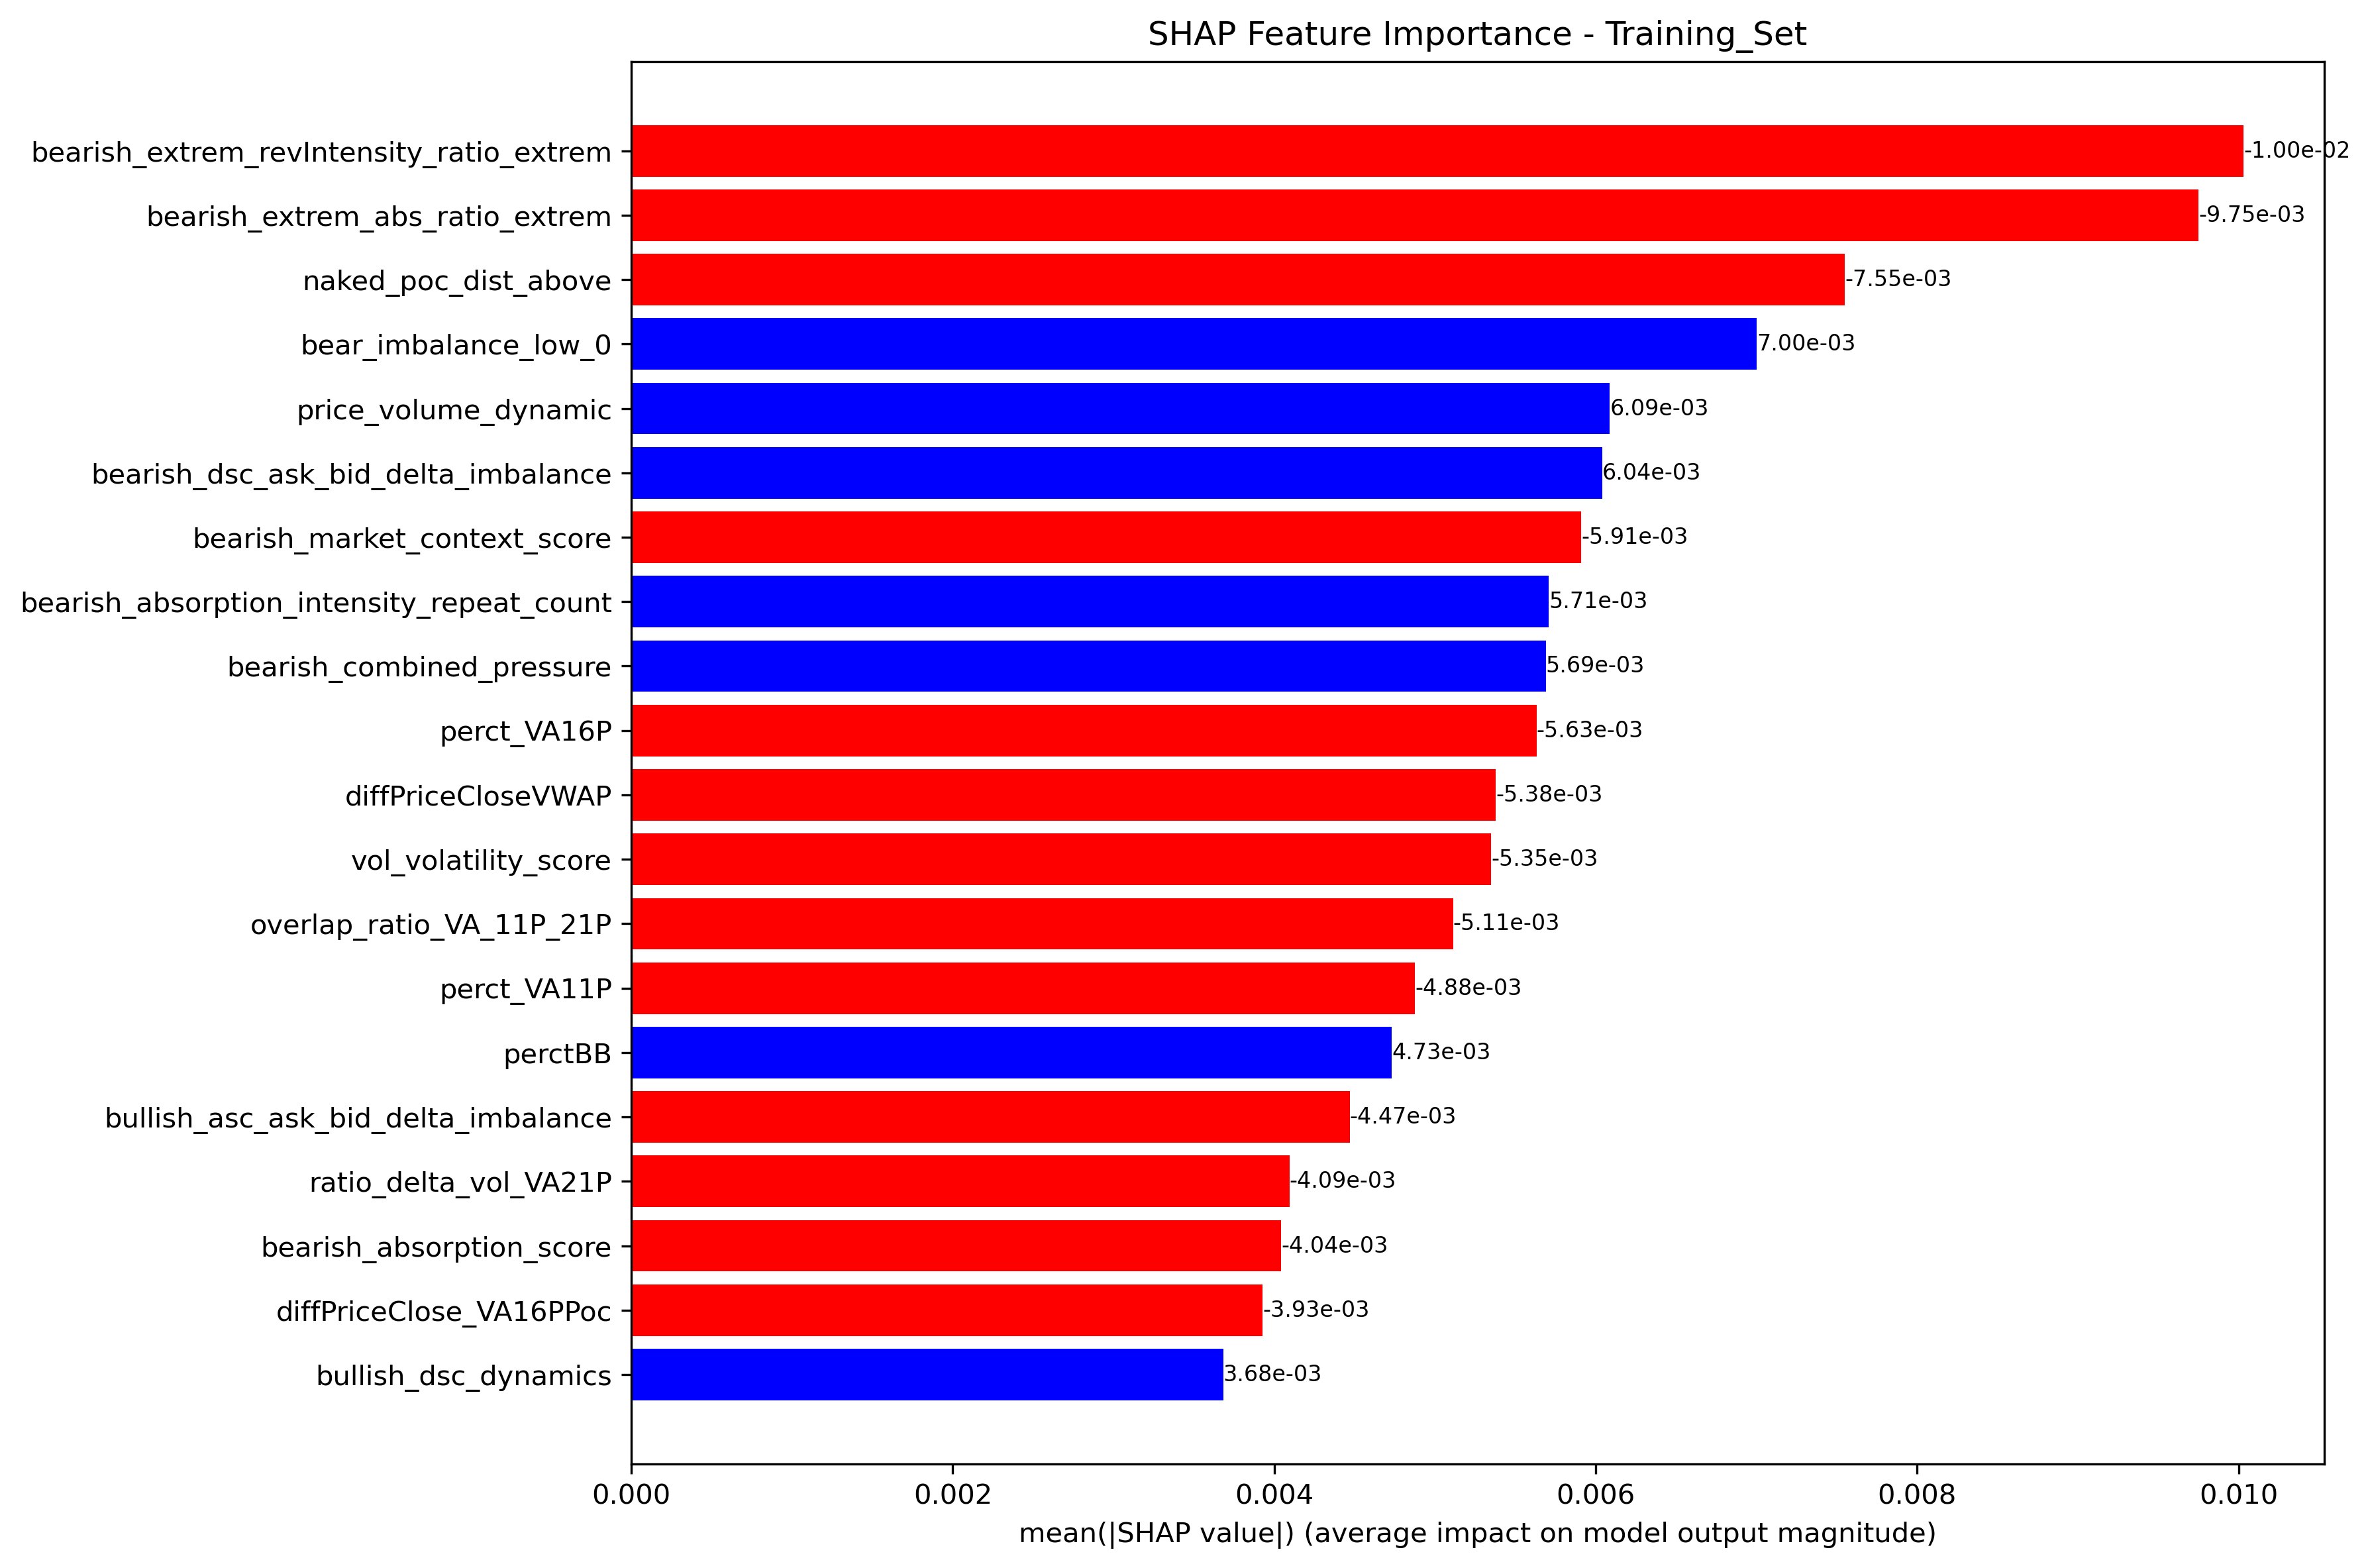 SHAP Feature Importance - Training_Set
bearish_extrem_revIntensity_ratio_extrem -1.00e-02
bearish_extrem_abs_ratio_extrem -9.75e-03
naked_poc_dist_above -7.55e-03
bear_imbalance_low_0 7.00e-03
price_volume_dynamic 6.09e-03
bearish_dsc_ask_bid_delta_imbalance 6.04e-03
bearish_market_context_score -5.91e-03
bearish_absorption_intensity_repeat_count 5.71e-03
bearish_combined_pressure 5.69e-03
perct_VA16P -5.63e-03
diffPriceCloseVWAP -5.38e-03
vol_volatility_score -5.35e-03
overlap_ratio_VA_11P_21P -5.11e-03
perct_VA11P -4.88e-03
perctBB 4.73e-03
bullish_asc_ask_bid_delta_imbalance -4.47e-03
ratio_delta_vol_VA21P -4.09e-03
bearish_absorption_score -4.04e-03
diffPriceClose_VA16PPoc -3.93e-03
bullish_dsc_dynamics 3.68e-03
0.000 0.002 0.004 0.006 0.008 0.010
mean(|SHAP value|) (average impact on model output magnitude)